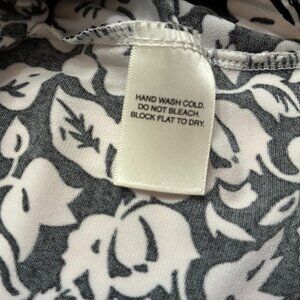 HAND WASH COLD.
DO NOT BLEACH.
BLOCK FLAT TO DRY.